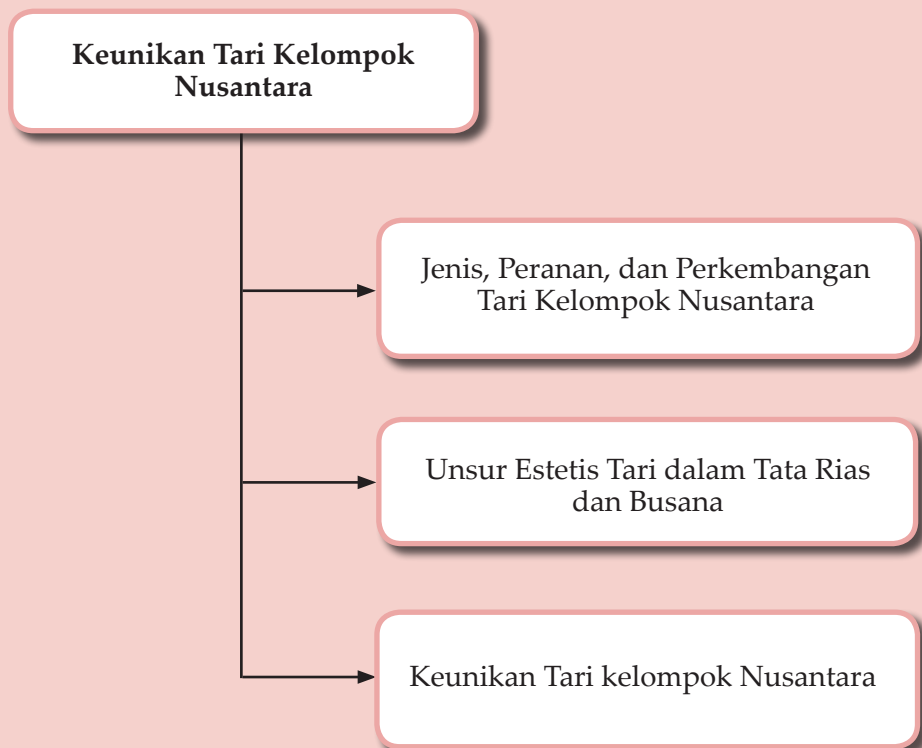 Keunikan Tari Kelompok
Nusantara
Jenis, Peranan, dan Perkembangan
Tari Kelompok Nusantara
Unsur Estetis Tari dalam Tata Rias
dan Busana
Keunikan Tari kelompok Nusantara